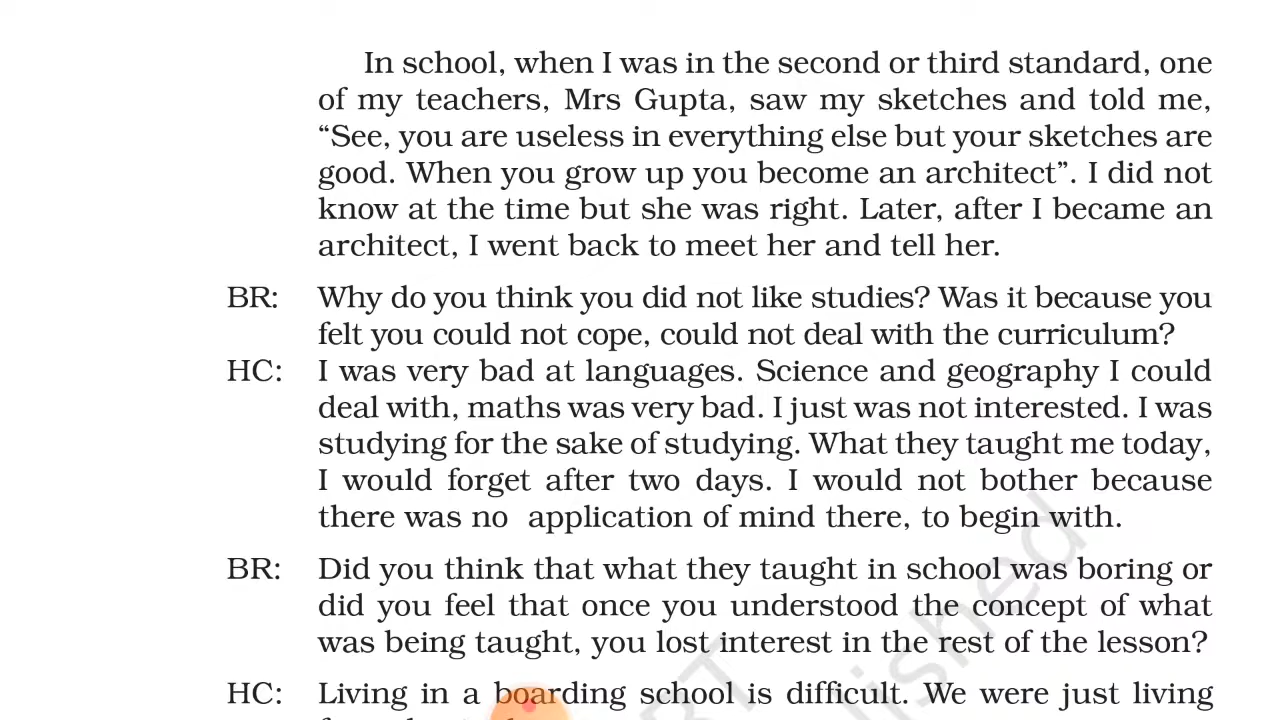 In school, when I was in the second or third standard, one
of my teachers, Mrs Gupta, saw my sketches and told me,
“See, you are useless in everything else but your sketches are
good. When you grow up you become an architect”. I did not
know at the time but she was right. Later, after I became an
architect, I went back to meet her and tell her.
BR: Why do you think you did not like studies? Was it because you
felt you could not cope, could not deal with the curriculum?
HC: I was very bad at languages. Science and geography I could
deal with, maths was very bad. I just was not interested. I was
studying for the sake of studying. What they taught me today,
I would forget after two days. I would not bother because
there was no application of mind there, to begin with.
BR: Did you think that what they taught in school was boring or
did you feel that once you understood the concept of what
was being taught, you lost interest in the rest of the lesson?
HC: Living in a boarding school is difficult. We were just living